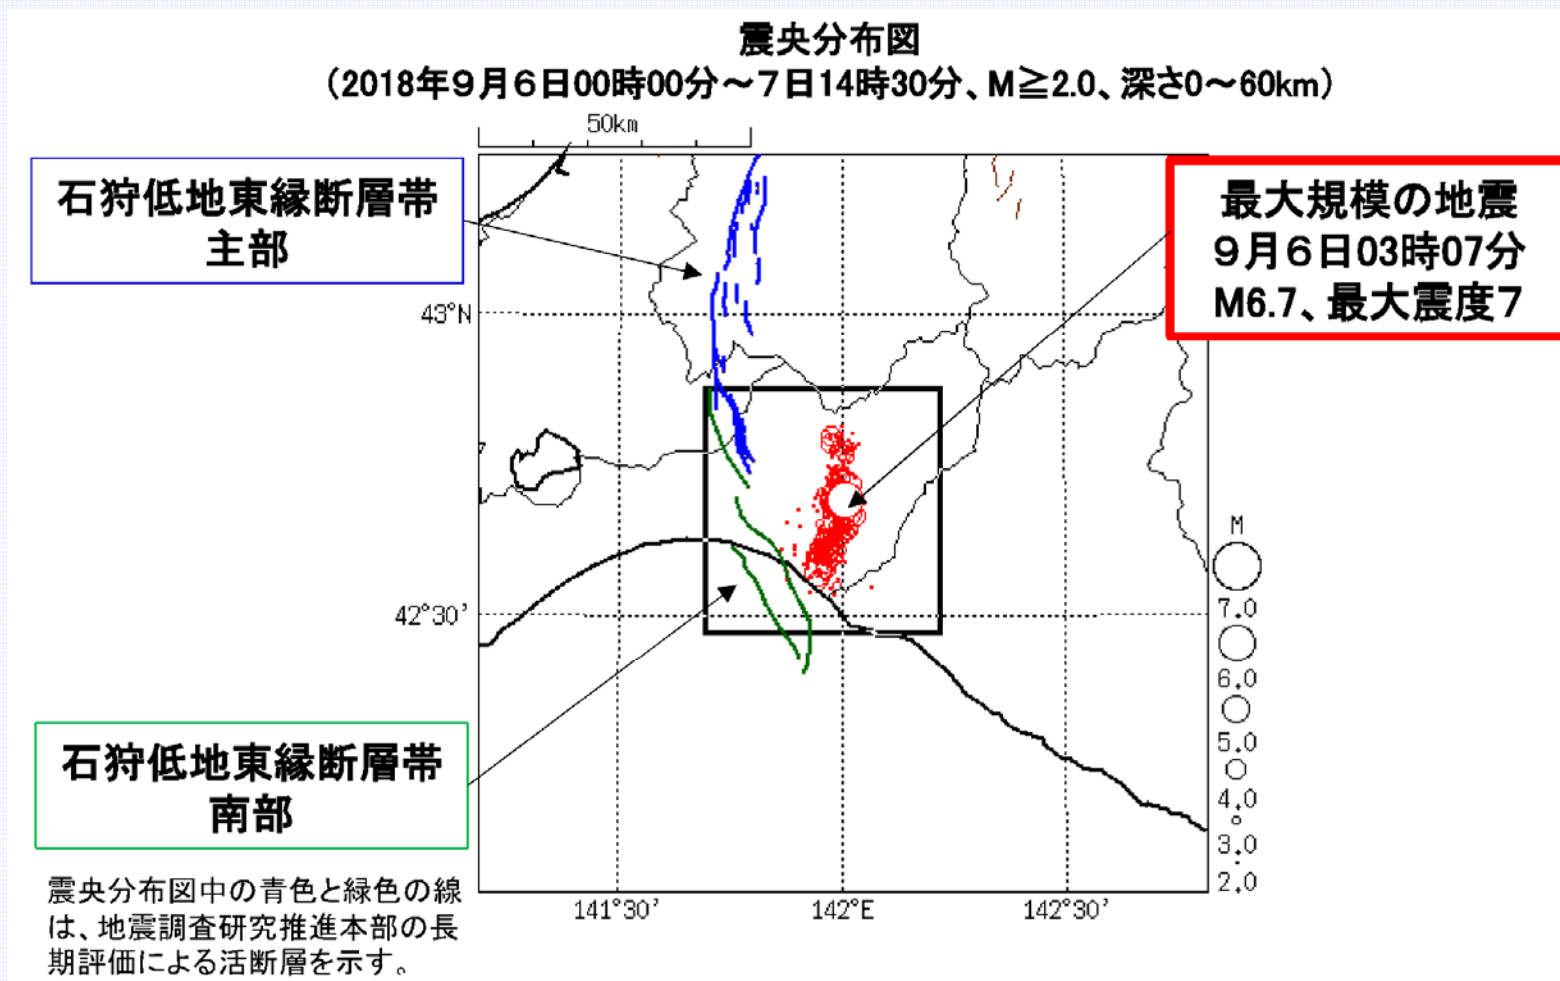 震央分布図
（2018年９月６日00時00分～７日14時30分、M≧2.0、深さ0～60km）
50km
石狩低地東縁断層帯
主部
最大規模の地震
９月６日03時07分
M6.7、最大震度７
43°N
42°30'
M
7.0
6.0
5.0
4.0
3.0
2.0
141°30'
142°E
142°30'
石狩低地東縁断層帯
南部
震央分布図中の青色と緑色の線
は、地震調査研究推進本部の長
期評価による活断層を示す。